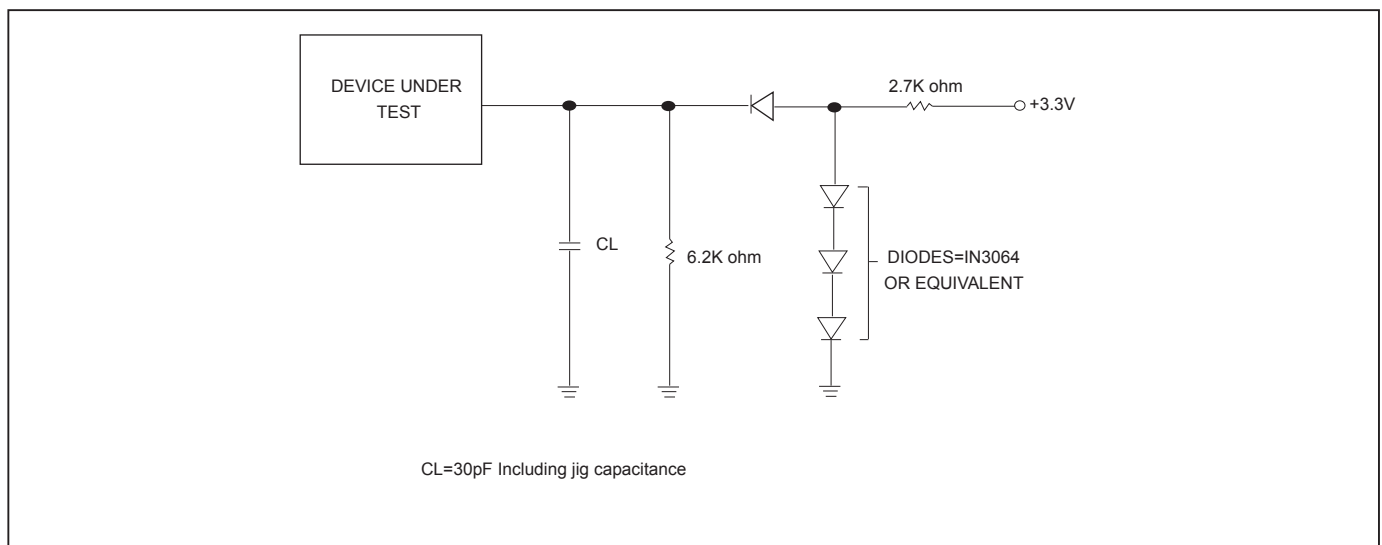 DEVICE UNDER
TEST
2.7K ohm
+3.3V
CL
6.2K ohm
DIODES=IN3064
OR EQUIVALENT
CL=30pF Including jig capacitance